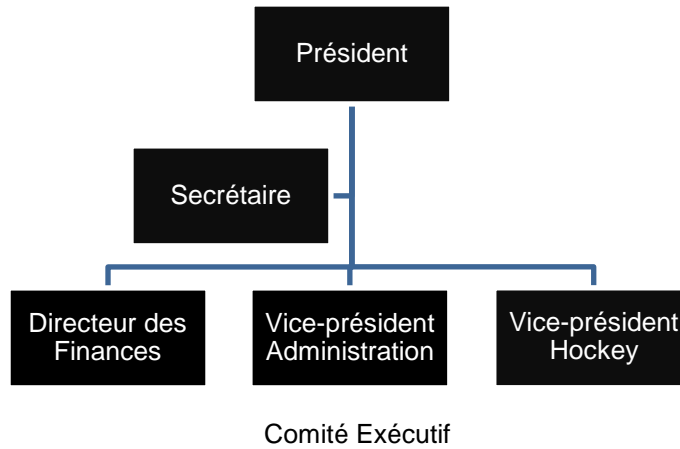 Président
Secrétaire
Directeur des
Finances
Vice-président
Administration
Vice-président
Hockey
Comité Exécutif